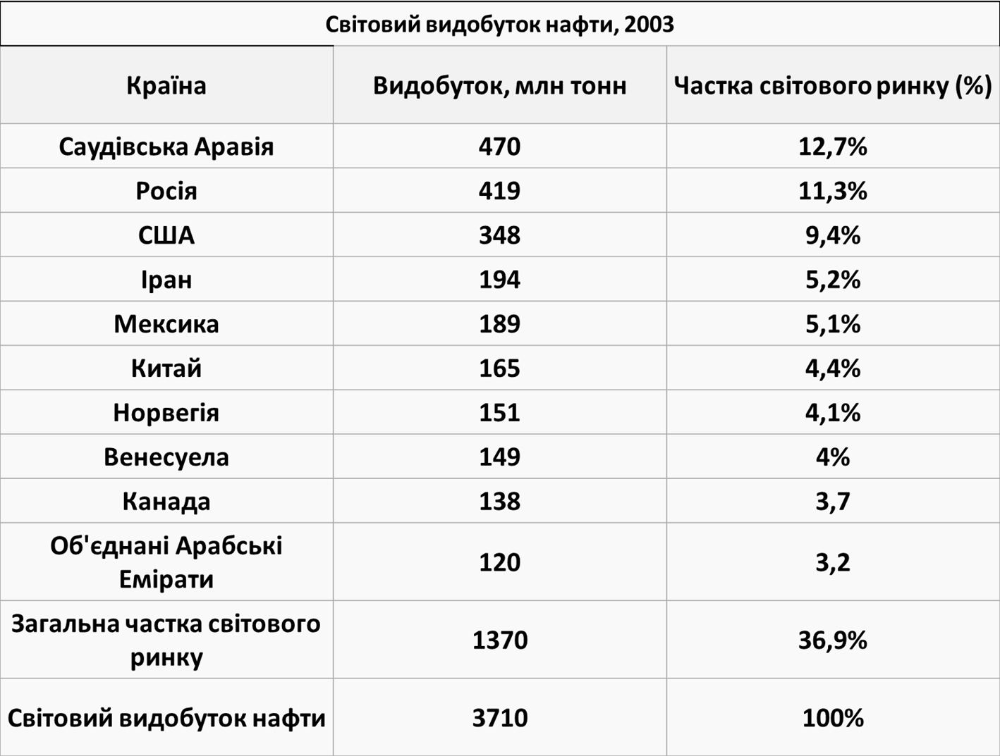 Світовий видобуток нафти, 2003
Країна Видобуток, млн тонн Частка світового ринку (%)
Саудівська Аравія 470 12,7%
Росія 419 11,3%
США 348 9,4%
Іран 194 5,2%
Мексика 189 5,1%
Китай 165 4,4%
Норвегія 151 4,1%
Венесуела 149 4%
Канада 138 3,7
Об'єднані Арабські
Емірати 120 3,2
Загальна частка світового
ринку 1370 36,9%
Світовий видобуток нафти 3710 100%